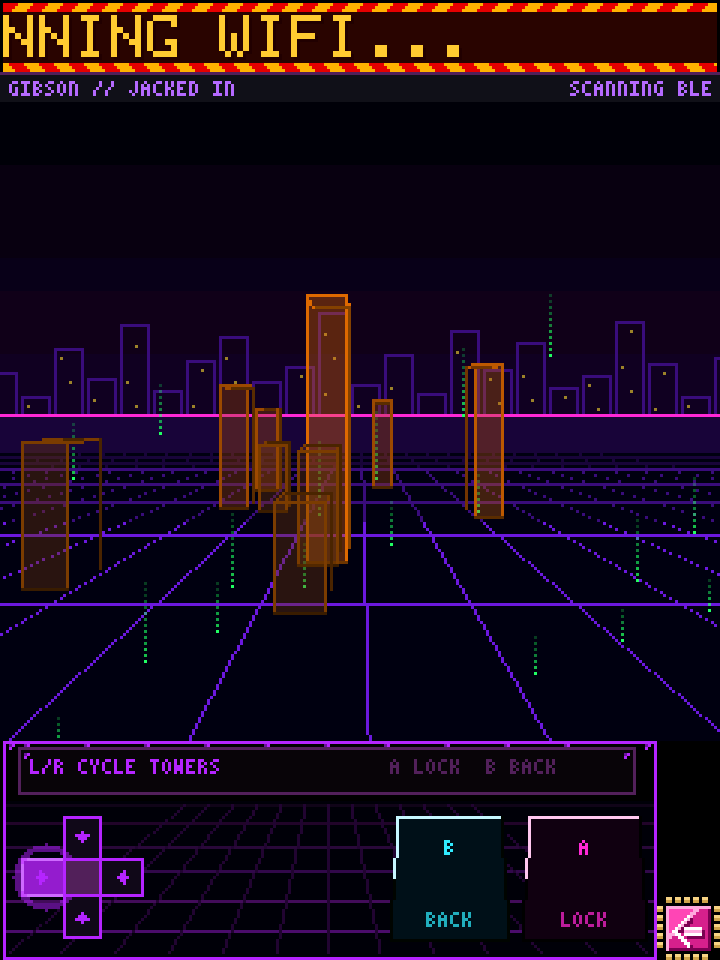 NNING WIFI...
GIBSON // JACKED IN
SCANNING BLE
L/R CYCLE TOWERS
A LOCK B BACK
B
A
BACK
LOCK